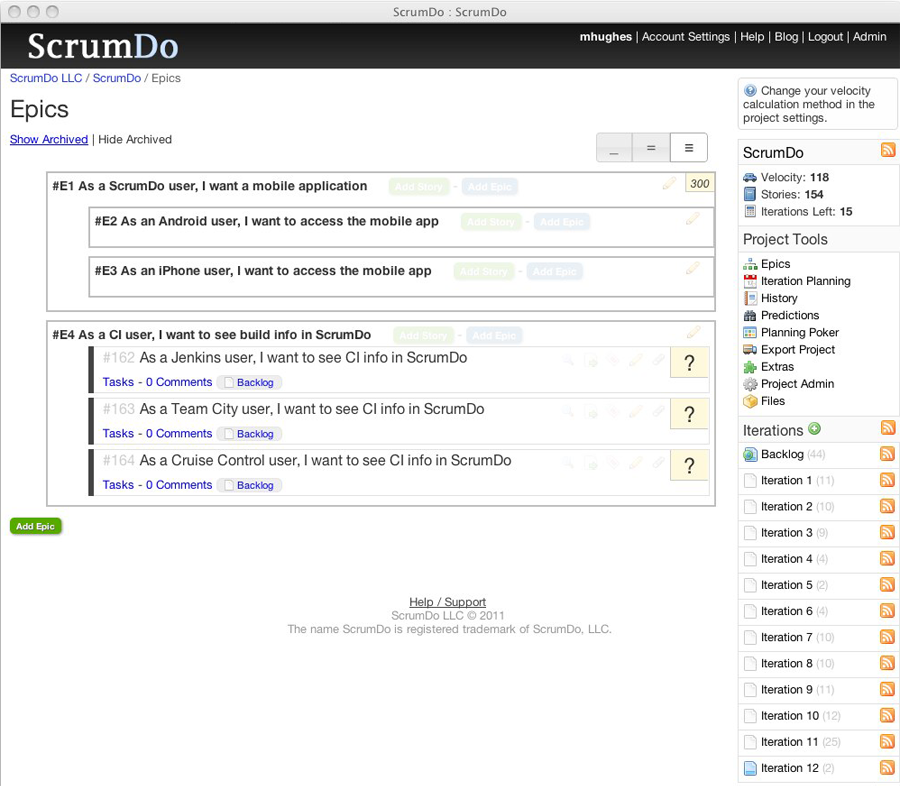 ScrumDo : ScrumDo
ScrumDo
mhughes | Account Settings | Help | Blog | Logout | Admin
ScrumDo LLC / ScrumDo / Epics
Epics
Show Archived | Hide Archived
#E1 As a ScrumDo user, I want a mobile application Add Story - Add Epic 300
#E2 As an Android user, I want to access the mobile app Add Story - Add Epic
#E3 As an iPhone user, I want to access the mobile app Add Story - Add Epic
#E4 As a CI user, I want to see build info in ScrumDo Add Story - Add Epic
#162 As a Jenkins user, I want to see CI info in ScrumDo ?
Tasks - 0 Comments Backlog
#163 As a Team City user, I want to see CI info in ScrumDo ?
Tasks - 0 Comments Backlog
#164 As a Cruise Control user, I want to see CI info in ScrumDo ?
Tasks - 0 Comments Backlog
Add Epic
Help / Support
ScrumDo LLC © 2011
The name ScrumDo is registered trademark of ScrumDo, LLC.
Change your velocity
calculation method in the
project settings.
ScrumDo
Velocity: 118
Stories: 154
Iterations Left: 15
Project Tools
Epics
Iteration Planning
History
Predictions
Planning Poker
Export Project
Extras
Project Admin
Files
Iterations
Backlog (44)
Iteration 1 (11)
Iteration 2 (10)
Iteration 3 (9)
Iteration 4 (4)
Iteration 5 (2)
Iteration 6 (4)
Iteration 7 (10)
Iteration 8 (10)
Iteration 9 (11)
Iteration 10 (12)
Iteration 11 (25)
Iteration 12 (2)